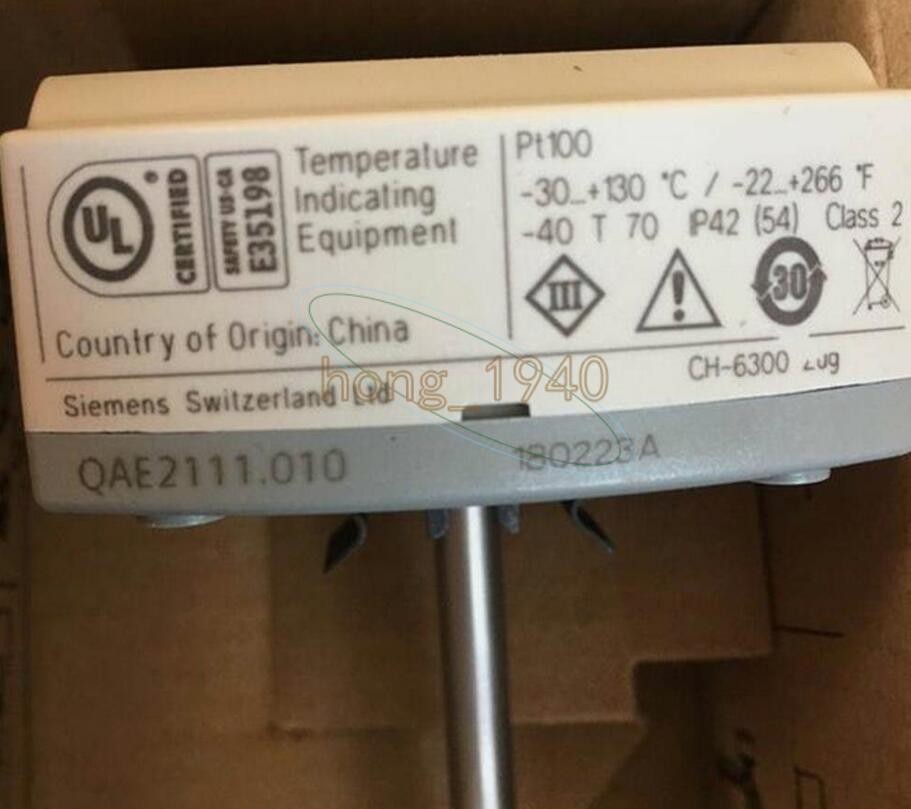 UL
®
CERTIFIED
SAFETY US-CA
E35198
Temperature
Indicating
Equipment
Pt100
-30...+130 °C / -22...+266 °F
-40 T 70 IP42 (54) Class 2
III
!
30
Country of Origin: China
Siemens Switzerland Ltd
CH-6300 Zug
hong_1940
QAE2111.010
180223A